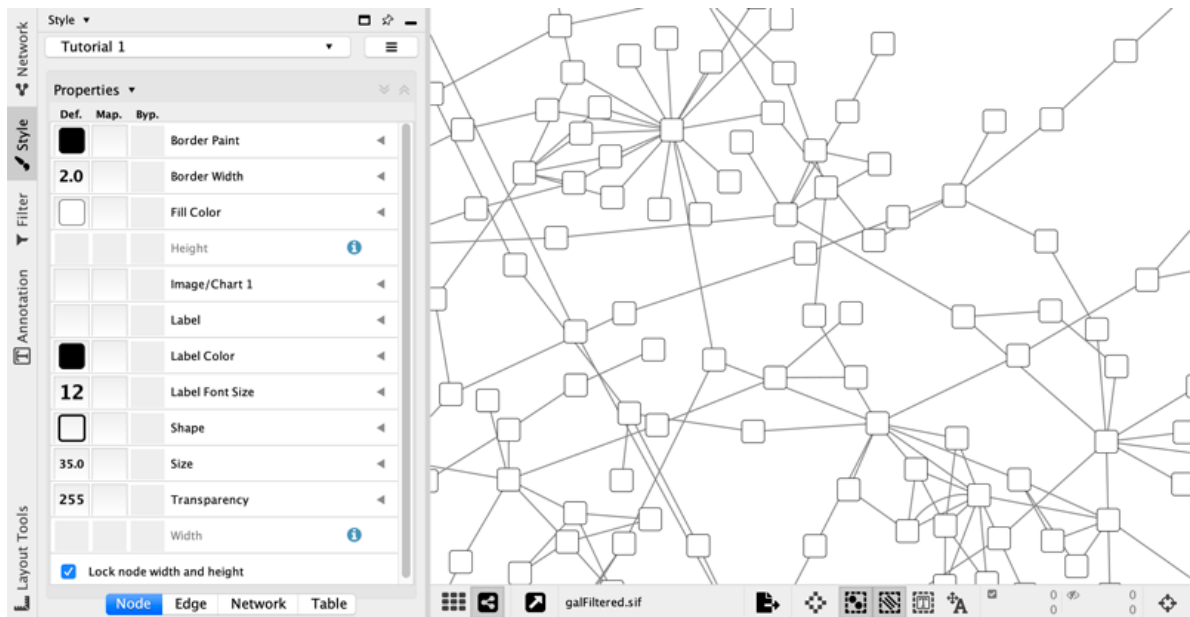 Style
Tutorial 1
Properties
Def. Map. Byp.
Border Paint
2.0 Border Width
Fill Color
Height
Image/Chart 1
Label
Label Color
12 Label Font Size
Shape
35.0 Size
255 Transparency
Width
Lock node width and height
Node Edge Network Table
Network
Style
Filter
Annotation
Layout Tools
galFiltered.sif
T
A
0 0
0 0